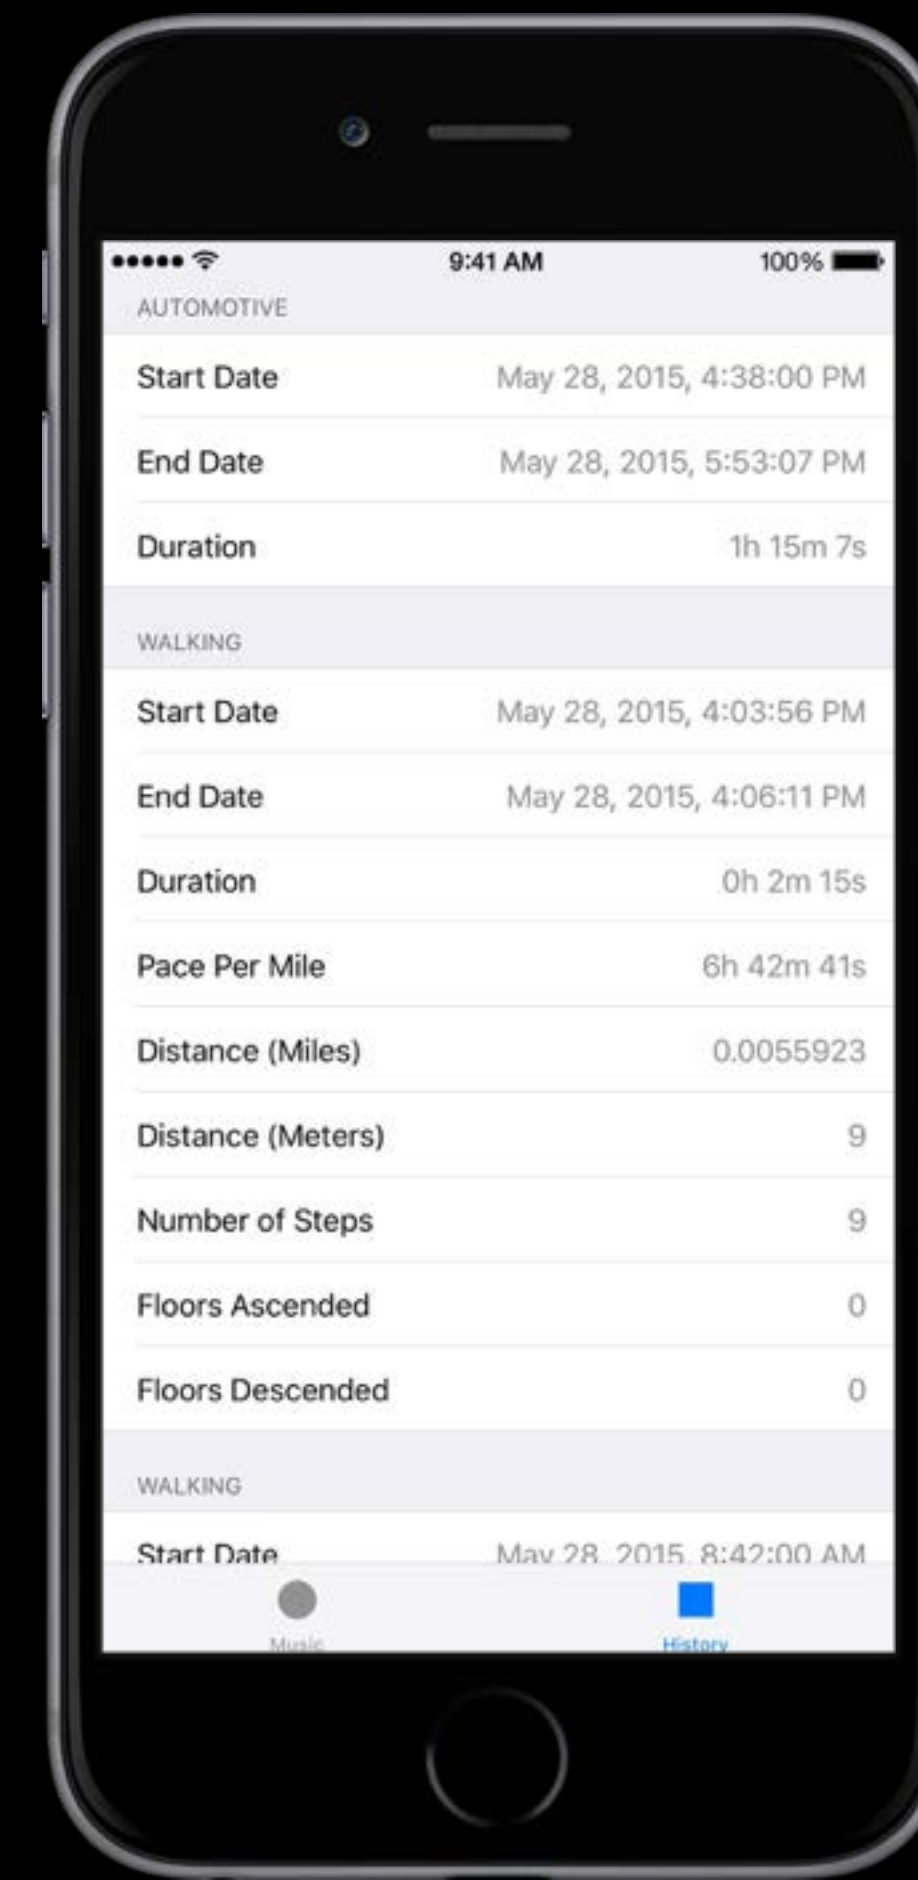 9:41 AM 100%
AUTOMOTIVE
Start Date May 28, 2015, 4:38:00 PM
End Date May 28, 2015, 5:53:07 PM
Duration 1h 15m 7s
WALKING
Start Date May 28, 2015, 4:03:56 PM
End Date May 28, 2015, 4:06:11 PM
Duration 0h 2m 15s
Pace Per Mile 6h 42m 41s
Distance (Miles) 0.0055923
Distance (Meters) 9
Number of Steps 9
Floors Ascended 0
Floors Descended 0
WALKING
Start Date May 28, 2015, 8:42:00 AM
Music History